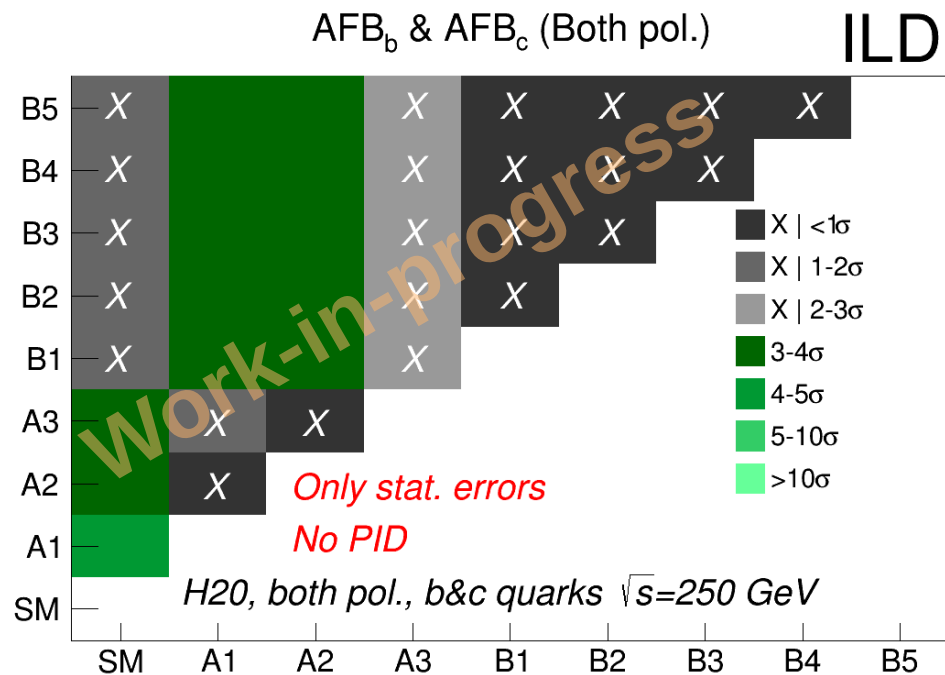 AFBb & AFBc (Both pol.)
ILD
B5 X X X X X X
B4 X X X X X
B3 X X X X
B2 X X X
B1 X X
A3 X X
A2 X
A1
SM
X | <1σ
X | 1-2σ
X | 2-3σ
3-4σ
4-5σ
5-10σ
>10σ
Work-in-progress
Only stat. errors
No PID
H20, both pol., b&c quarks √s=250 GeV
SM A1 A2 A3 B1 B2 B3 B4 B5